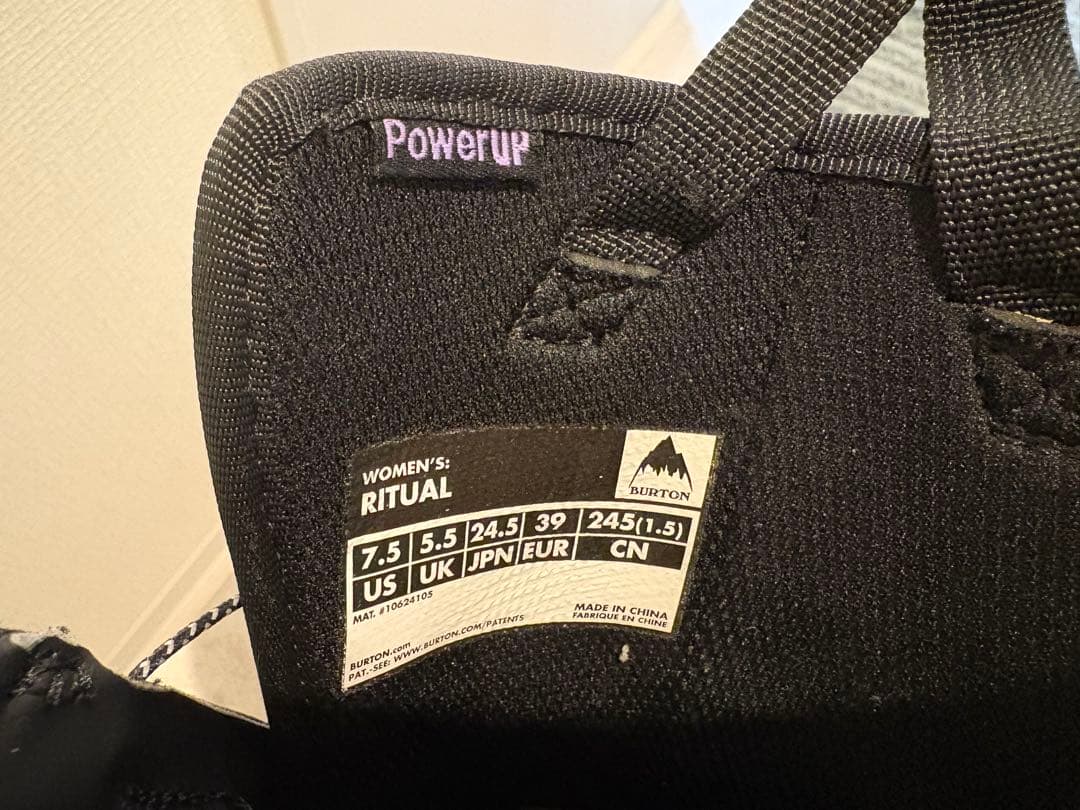 PowerUP
WOMEN'S:
RITUAL
BURTON
7.5 5.5 24.5 39 245(1.5)
US UK JPN EUR CN
MAT. #10624105
MADE IN CHINA
FABRIQUE EN CHINE
BURTON.com
PAT.-SEE: WWW.BURTON.COM/PATENTS